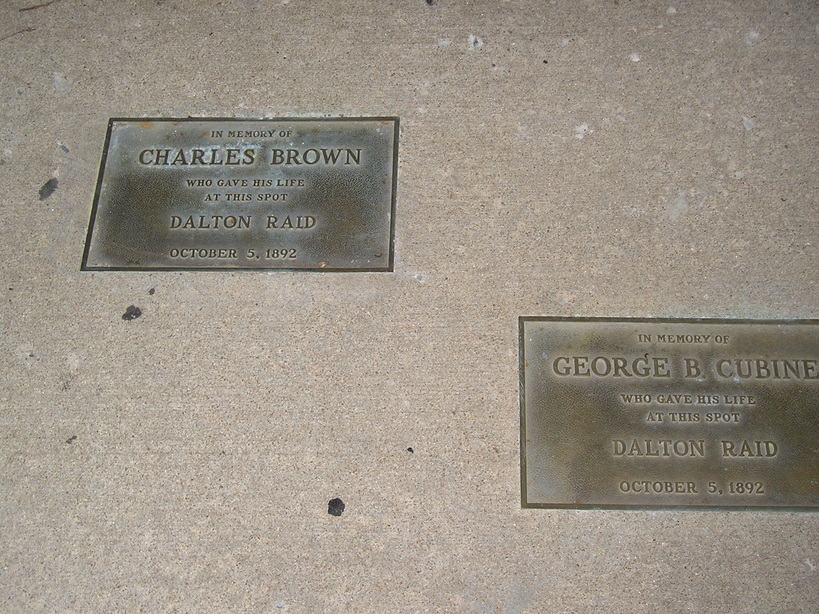 IN MEMORY OF
CHARLES BROWN
WHO GAVE HIS LIFE
AT THIS SPOT
DALTON RAID
OCTOBER 5, 1892
IN MEMORY OF
GEORGE B. CUBINE
WHO GAVE HIS LIFE
AT THIS SPOT
DALTON RAID
OCTOBER 5, 1892